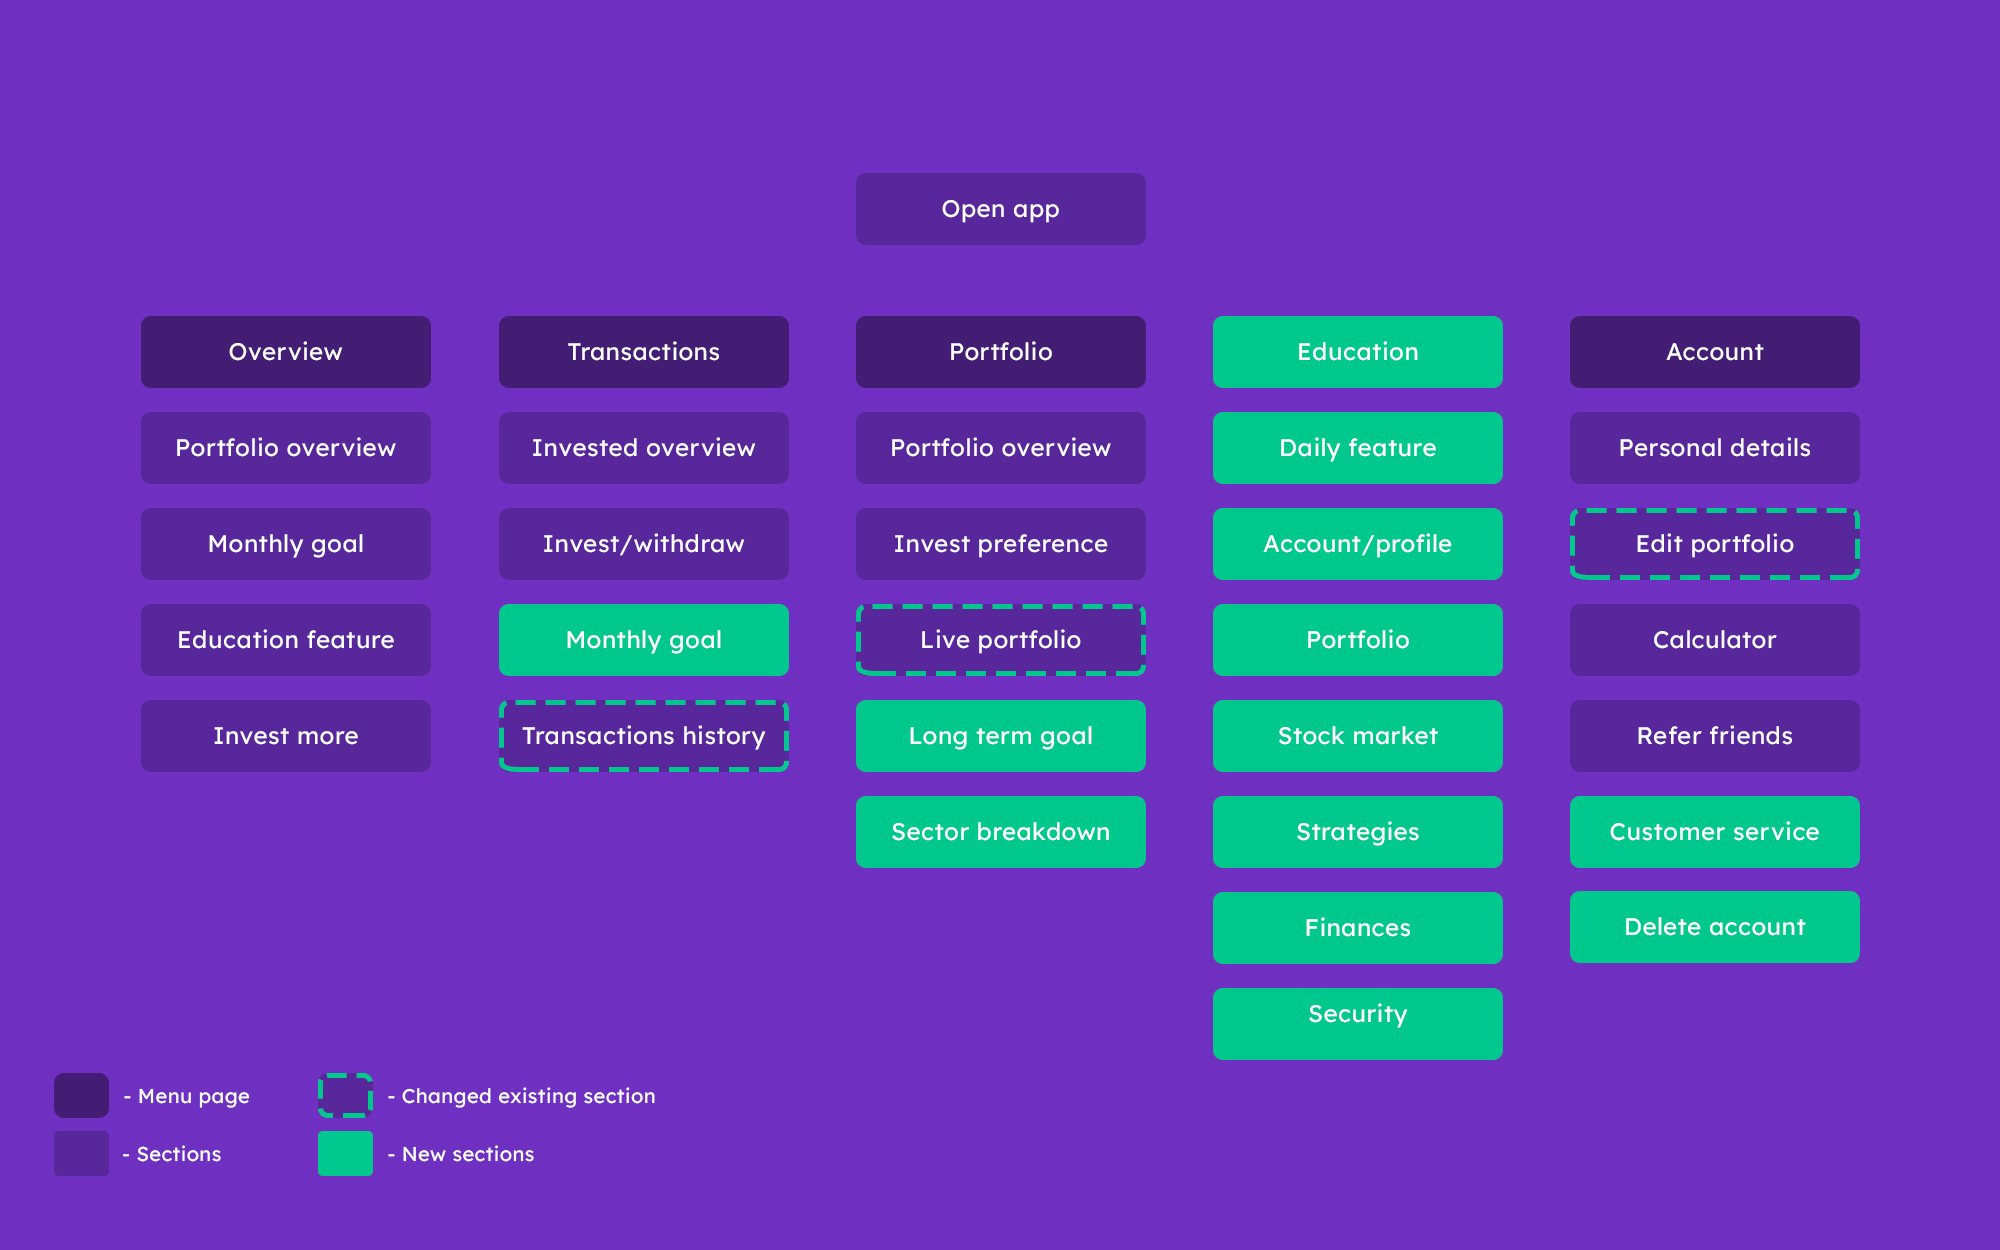 Open app
Overview
Transactions
Portfolio
Education
Account
Portfolio overview
Invested overview
Portfolio overview
Daily feature
Personal details
Monthly goal
Invest/withdraw
Invest preference
Account/profile
Edit portfolio
Education feature
Monthly goal
Live portfolio
Portfolio
Calculator
Invest more
Transactions history
Long term goal
Stock market
Refer friends
Sector breakdown
Strategies
Customer service
Finances
Delete account
Security
- Menu page
- Changed existing section
- Sections
- New sections